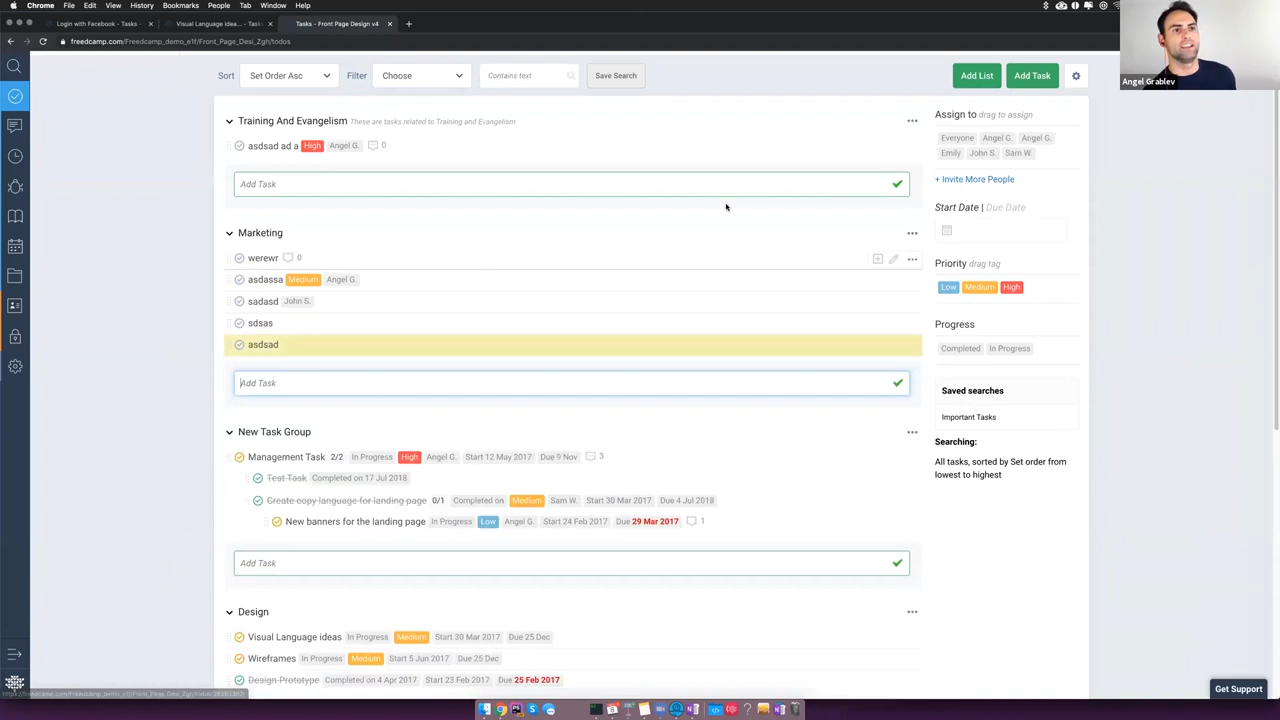 Chrome File Edit View History Bookmarks People Tab Window Help
Login with Facebook - Tasks - Visual Language idea... - Tasks Tasks - Front Page Design v4
freedcamp.com/Freedcamp_demo_e1f/Front_Page_Desi_Zgh/todos
Angel Grablev
Sort Set Order Asc Filter Choose Contains text Save Search Add List Add Task
Training And Evangelism These are tasks related to Training and Evangelism
asdsad ad a High Angel G. 0
Add Task
Marketing
werewr 0
asdassa Medium Angel G.
sadasd John S.
sdsas
asdsad
Add Task
New Task Group
Management Task 2/2 In Progress High Angel G. Start 12 May 2017 Due 9 Nov 3
Test Task Completed on 17 Jul 2018
Create copy language for landing page 0/1 Completed on Medium Sam W. Start 30 Mar 2017 Due 4 Jul 2018
New banners for the landing page In Progress Low Angel G. Start 24 Feb 2017 Due 29 Mar 2017 1
Add Task
Design
Visual Language ideas In Progress Medium Start 30 Mar 2017 Due 25 Dec
Wireframes In Progress Medium Start 5 Jun 2017 Due 25 Dec
Design Prototype Completed on 4 Apr 2017 Start 23 Feb 2017 Due 25 Feb 2017
Assign to drag to assign
Everyone Angel G. Angel G.
Emily John S. Sam W.
+ Invite More People
Start Date | Due Date
Priority drag tag
Low Medium High
Progress
Completed In Progress
Saved searches
Important Tasks
Searching:
All tasks, sorted by Set order from
lowest to highest
Get Support